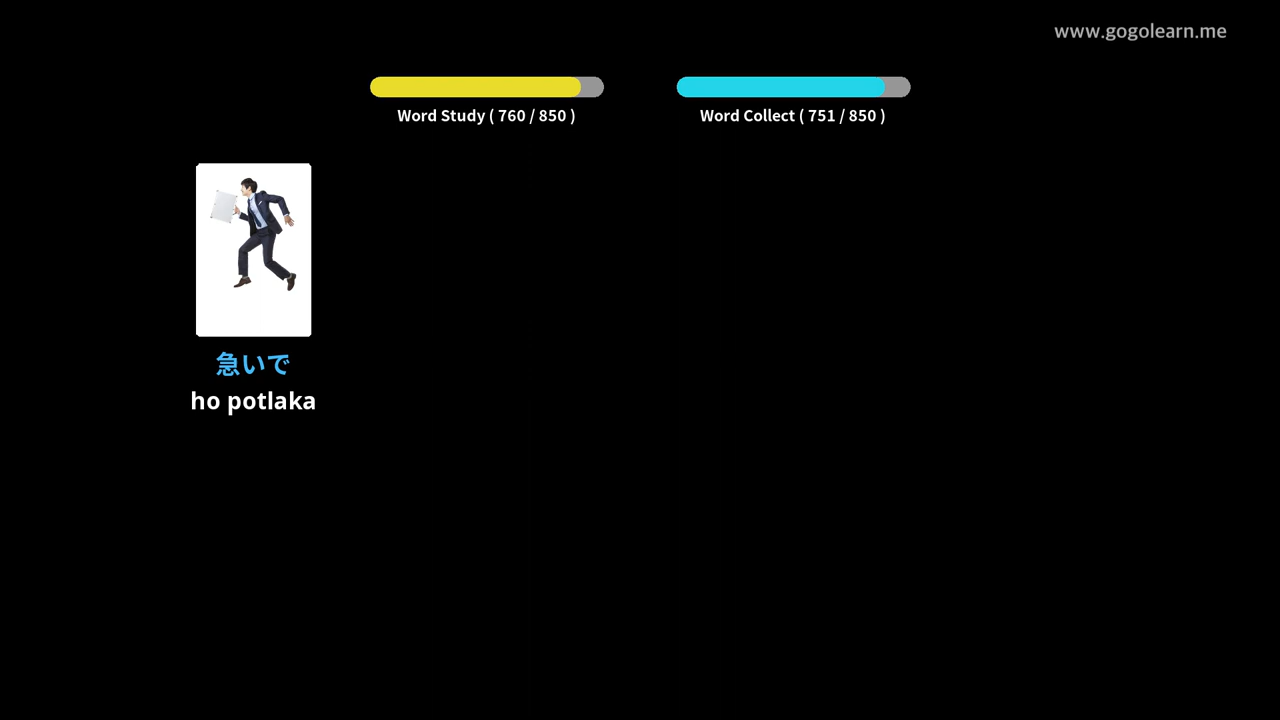 www.gogolearn.me
Word Study ( 760 / 850 )
Word Collect ( 751 / 850 )
急いで
ho potlaka